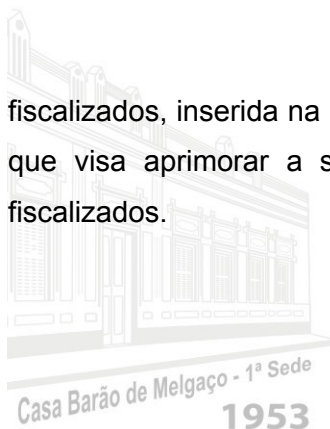 fiscalizados, inserida na
que visa aprimorar a s
fiscalizados.
Casa Barão de Melgaço - 1ª Sede
1953